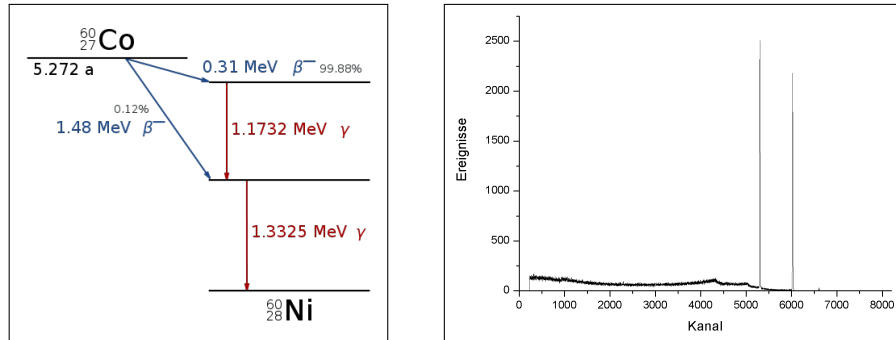 60
27Co
5.272 a
0.31 MeV β− 99.88%
0.12%
1.48 MeV β−
1.1732 MeV γ
1.3325 MeV γ
60
28Ni
Ereignisse
2500
2000
1500
1000
500
0
0 1000 2000 3000 4000 5000 6000 7000 8000
Kanal